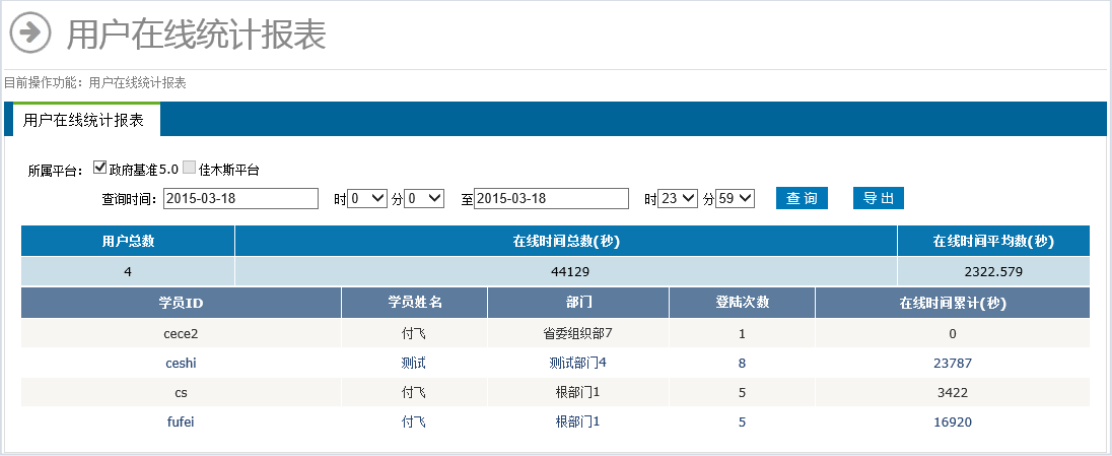 用户在线统计报表
目前操作功能：用户在线统计报表
用户在线统计报表
所属平台： 政府基准5.0 佳木斯平台
查询时间： 2015-03-18 时 0 分 0 至 2015-03-18 时 23 分 59 查询 导出
用户总数 在线时间总数(秒) 在线时间平均数(秒)
4 44129 2322.579
学员ID 学员姓名 部门 登陆次数 在线时间累计(秒)
cece2 付飞 省委组织部7 1 0
ceshi 测试 测试部门4 8 23787
cs 付飞 根部门1 5 3422
fufei 付飞 根部门1 5 16920